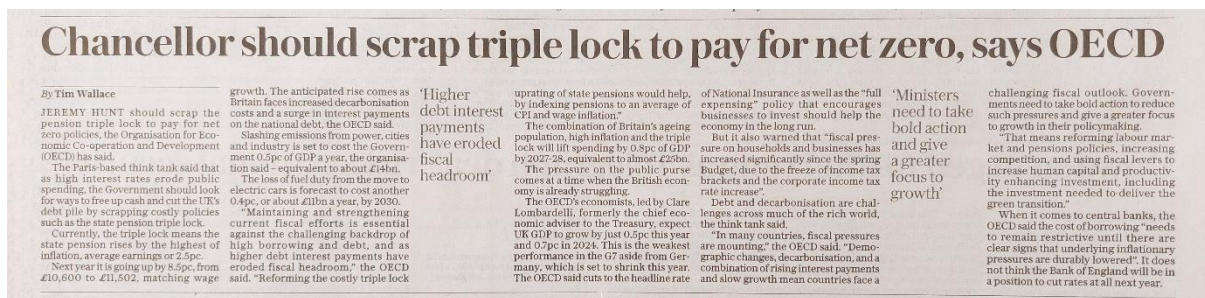 Chancellor should scrap triple lock to pay for net zero, says OECD
By Tim Wallace
JEREMY HUNT should scrap the
pension triple lock to pay for net
zero policies, the Organisation for Eco-
nomic Co-operation and Development
(OECD) has said.
The Paris-based think tank said that
as high interest rates erode public
spending, the Government should look
for ways to free up cash and cut the UK's
debt pile by scrapping costly policies
such as the state pension triple lock.
Currently, the triple lock means the
state pension rises by the highest of
inflation, average earnings or 2.5pc.
Next year it is going up by 8.5pc, from
£10,600 to £11,502, matching wage
growth. The anticipated rise comes as
Britain faces increased decarbonisation
costs and a surge in interest payments
on the national debt, the OECD said.
Slashing emissions from power, cities
and industry is set to cost the Govern-
ment 0.5pc of GDP a year, the organisa-
tion said – equivalent to about £14bn.
The loss of fuel duty from the move to
electric cars is forecast to cost another
0.4pc, or about £11bn a year, by 2030.
"Maintaining and strengthening
current fiscal efforts is essential
against the challenging backdrop of
high borrowing and debt, and as
higher debt interest payments have
eroded fiscal headroom," the OECD
said. "Reforming the costly triple lock
'Higher
debt interest
payments
have eroded
fiscal
headroom'
uprating of state pensions would help,
by indexing pensions to an average of
CPI and wage inflation."
The combination of Britain's ageing
population, high inflation and the triple
lock will lift spending by 0.8pc of GDP
by 2027-28, equivalent to almost £25bn.
The pressure on the public purse
comes at a time when the British econ-
omy is already struggling.
The OECD's economists, led by Clare
Lombardelli, formerly the chief eco-
nomic adviser to the Treasury, expect
UK GDP to grow by just 0.5pc this year
and 0.7pc in 2024. This is the weakest
performance in the G7 aside from Ger-
many, which is set to shrink this year.
The OECD said cuts to the headline rate
of National Insurance as well as the "full
expensing" policy that encourages
businesses to invest should help the
economy in the long run.
But it also warned that "fiscal pres-
sure on households and businesses has
increased significantly since the spring
Budget, due to the freeze of income tax
brackets and the corporate income tax
rate increase".
Debt and decarbonisation are chal-
lenges across much of the rich world,
the think tank said.
"In many countries, fiscal pressures
are mounting," the OECD said. "Demo-
graphic changes, decarbonisation, and a
combination of rising interest payments
and slow growth mean countries face a
'Ministers
need to take
bold action
and give
a greater
focus to
growth'
challenging fiscal outlook. Govern-
ments need to take bold action to reduce
such pressures and give a greater focus
to growth in their policymaking.
"That means reforming labour mar-
ket and pensions policies, increasing
competition, and using fiscal levers to
increase human capital and productiv-
ity enhancing investment, including
the investment needed to deliver the
green transition."
When it comes to central banks, the
OECD said the cost of borrowing "needs
to remain restrictive until there are
clear signs that underlying inflationary
pressures are durably lowered". It does
not think the Bank of England will be in
a position to cut rates at all next year.